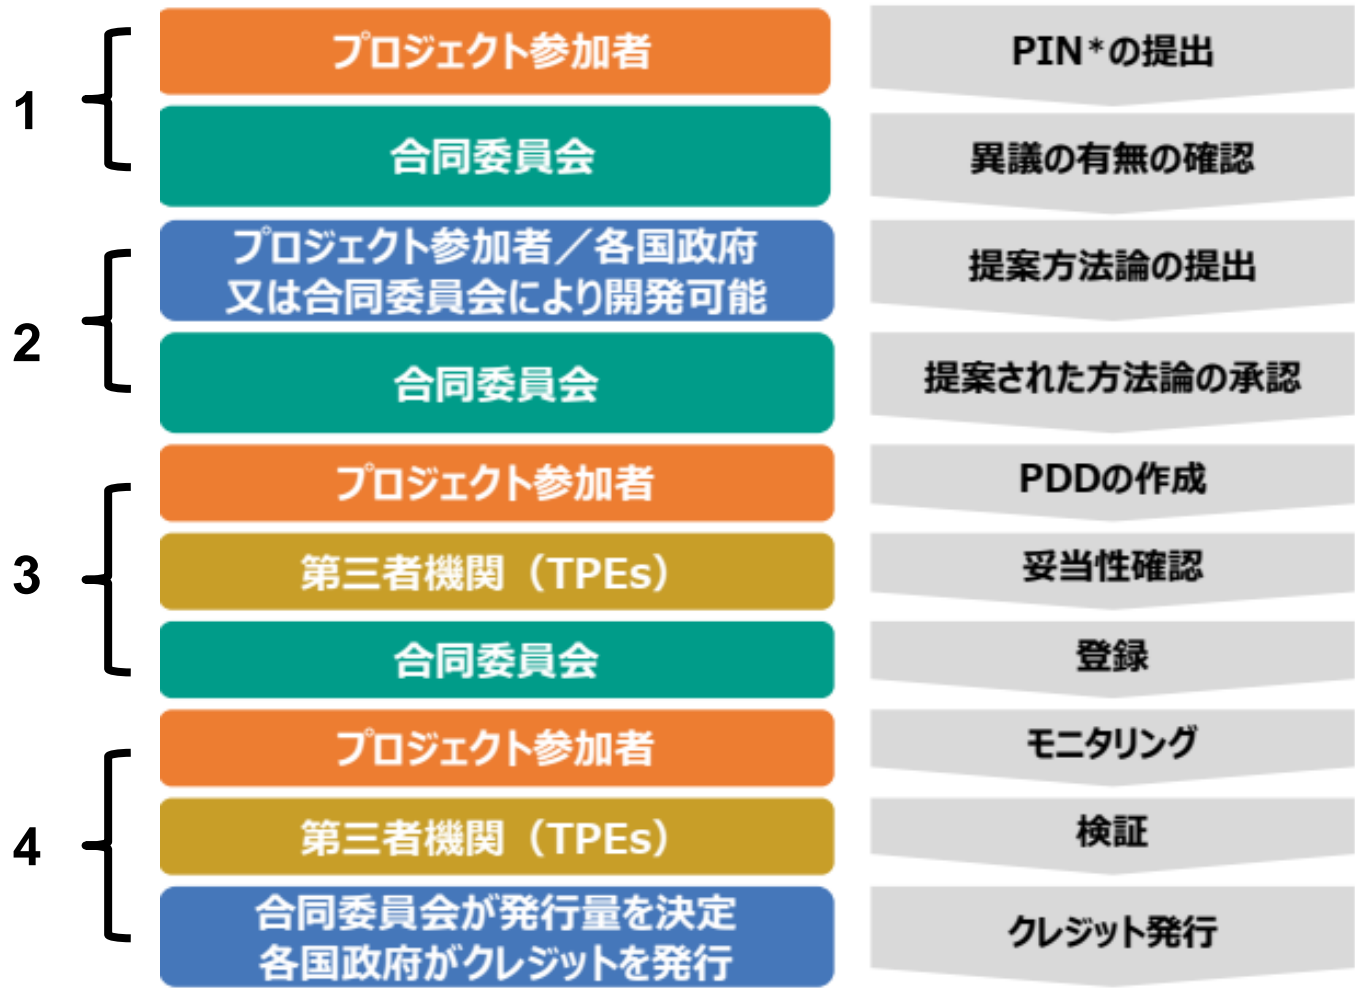 1
プロジェクト参加者
PIN*の提出
合同委員会
異議の有無の確認
2
プロジェクト参加者／各国政府
又は合同委員会により開発可能
提案方法論の提出
合同委員会
提案された方法論の承認
3
プロジェクト参加者
PDDの作成
第三者機関（TPEs）
妥当性確認
合同委員会
登録
4
プロジェクト参加者
モニタリング
第三者機関（TPEs）
検証
合同委員会が発行量を決定
各国政府がクレジットを発行
クレジット発行